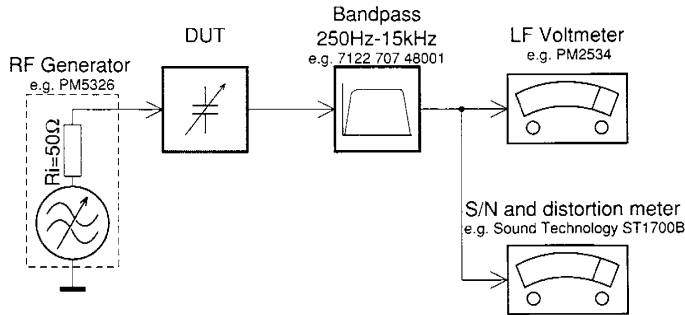 Bandpass
DUT
250Hz-15kHz
LF Voltmeter
e.g. PM2534
RF Generator
e.g. PM5326
e.g. 7122 707 48001
Ri=50Ω
S/N and distortion meter
e.g. Sound Technology ST1700B